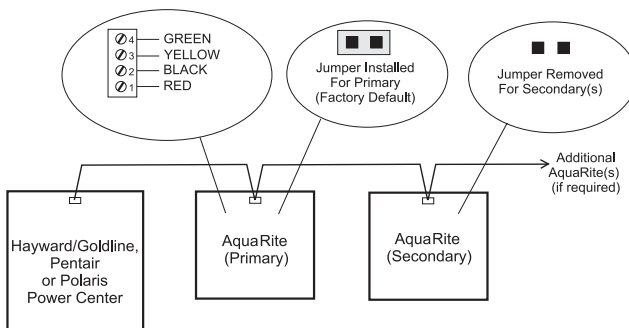 4 GREEN
3 YELLOW
2 BLACK
1 RED
Jumper Installed
For Primary
(Factory Default)
Jumper Removed
For Secondary(s)
Additional
AquaRite(s)
(if required)
Hayward/Goldline,
Pentair
or Polaris
Power Center
AquaRite
(Primary)
AquaRite
(Secondary)